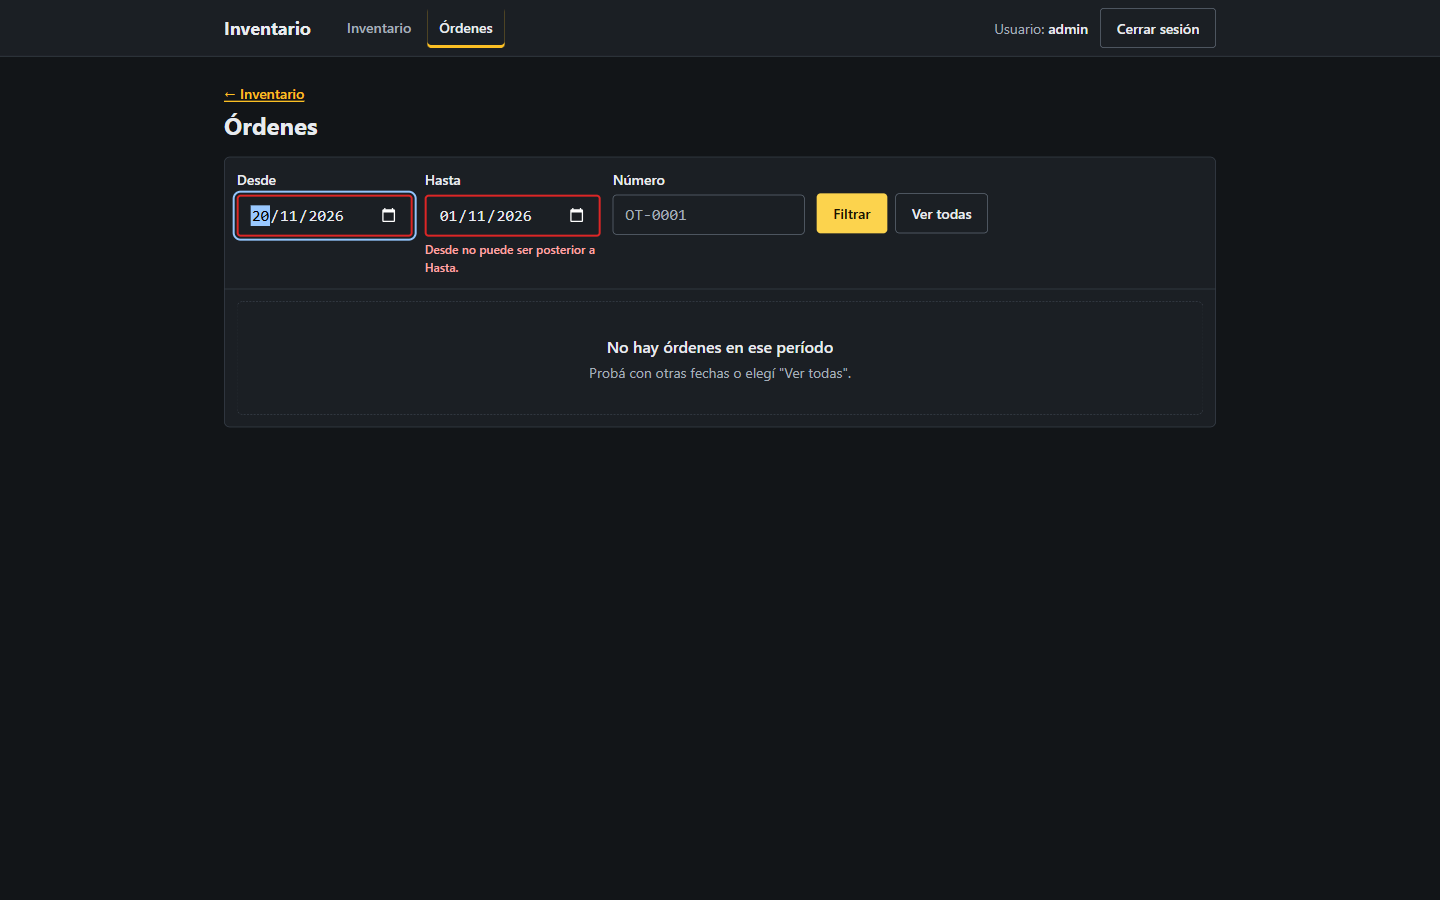 Inventario
Inventario
Órdenes
Usuario: admin
Cerrar sesión
← Inventario
Órdenes
Desde
Hasta
Número
20/11/2026
01/11/2026
OT-0001
Filtrar
Ver todas
Desde no puede ser posterior a
Hasta.
No hay órdenes en ese período
Probá con otras fechas o elegí "Ver todas".